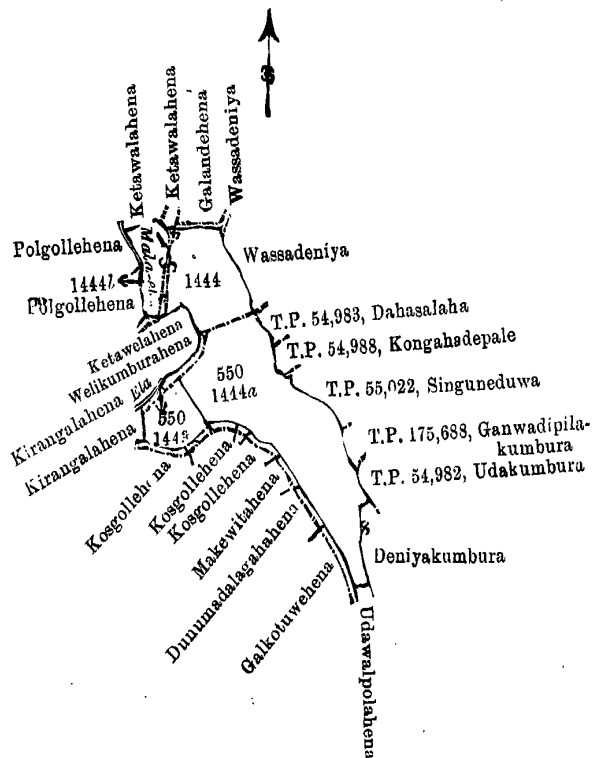 Ketawalahena
Ketawalahena
Galandehena
Wassadeniya
Polgollehena
Wassadeniya
1444
Polgollehena
T.P. 54,983, Dahasalaha
Ketawelahena
Welikumburahena
T.P. 54,988, Kongahadepale
550
1444a
T.P. 55,022, Singuneduwa
Kirangalahena Ela
Kirangalahena
550
T.P. 175,688, Ganwadipila-
kumbura
T.P. 54,982, Udakumbura
Kosgollehena
Kosgollehena
Kosgollehena
Makewitahena
Dunumadalagahahena
Galkotuwehena
Deniyakumbura
Udawalpolahena